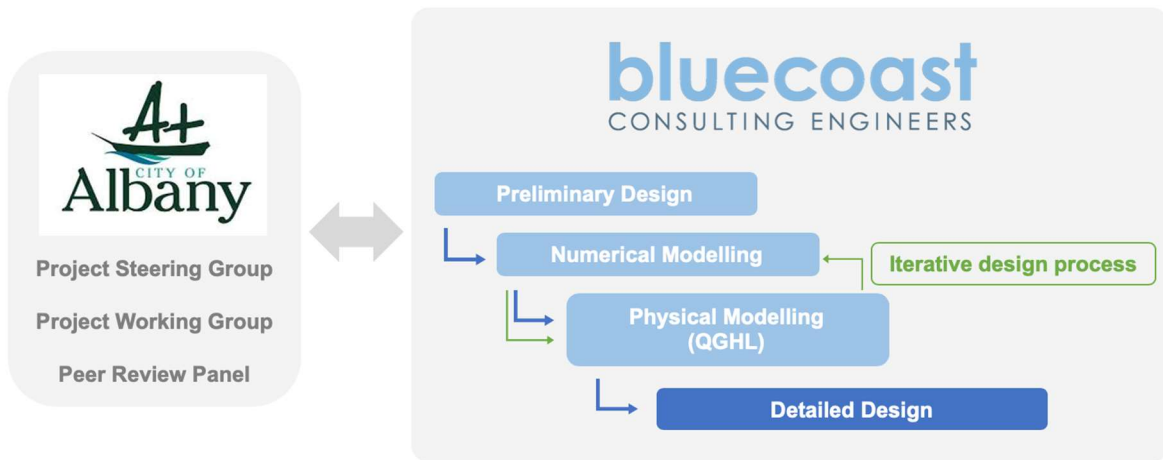 A+
CITY OF
Albany
Project Steering Group
Project Working Group
Peer Review Panel
bluecoast
CONSULTING ENGINEERS
Preliminary Design
Numerical Modelling
Iterative design process
Physical Modelling
(QGHL)
Detailed Design